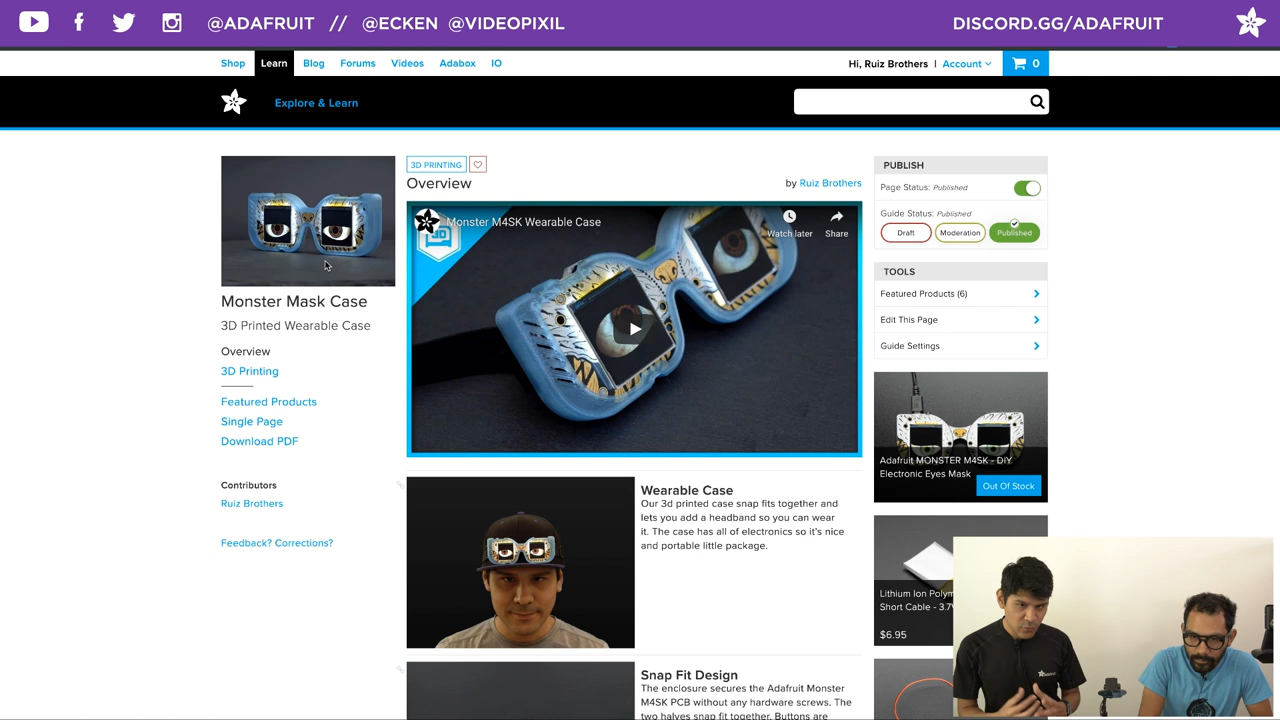 @ADAFRUIT // @ECKEN @VIDEOPIXIL
DISCORD.GG/ADAFRUIT
Shop
Learn
Blog
Forums
Videos
Adabox
IO
Hi, Ruiz Brothers | Account
0
Explore & Learn
Monster Mask Case
3D Printed Wearable Case
Overview
3D Printing
Featured Products
Single Page
Download PDF
Contributors
Ruiz Brothers
Feedback? Corrections?
3D PRINTING
Overview
by Ruiz Brothers
Monster M4SK Wearable Case
Watch later
Share
Wearable Case
Our 3d printed case snap fits together and
lets you add a headband so you can wear
it. The case has all of electronics so it's nice
and portable little package.
Snap Fit Design
The enclosure secures the Adafruit Monster
M4SK PCB without any hardware screws. The
two halves snap fit together. Buttons are
PUBLISH
Page Status: Published
Guide Status: Published
Draft
Moderation
Published
TOOLS
Featured Products (6)
Edit This Page
Guide Settings
Adafruit MONSTER M4SK - DIY
Electronic Eyes Mask
Out Of Stock
Lithium Ion Polym
Short Cable - 3.7V
$6.95